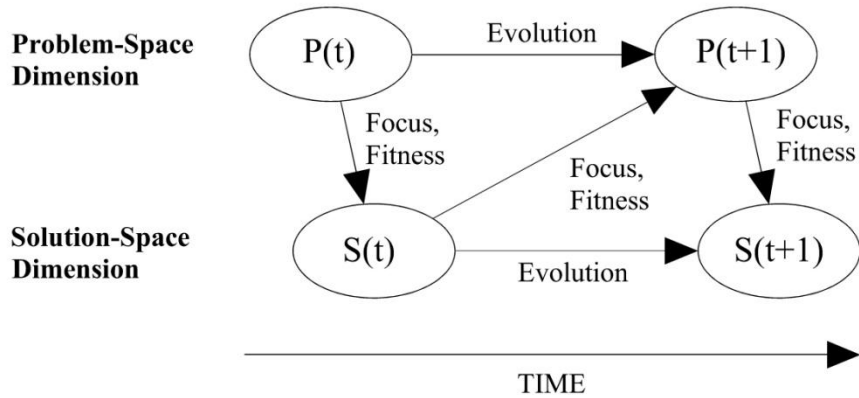 Problem-Space
Dimension
P(t)
Evolution
P(t+1)
Focus,
Fitness
Focus,
Fitness
Focus,
Fitness
Solution-Space
Dimension
S(t)
Evolution
S(t+1)
TIME